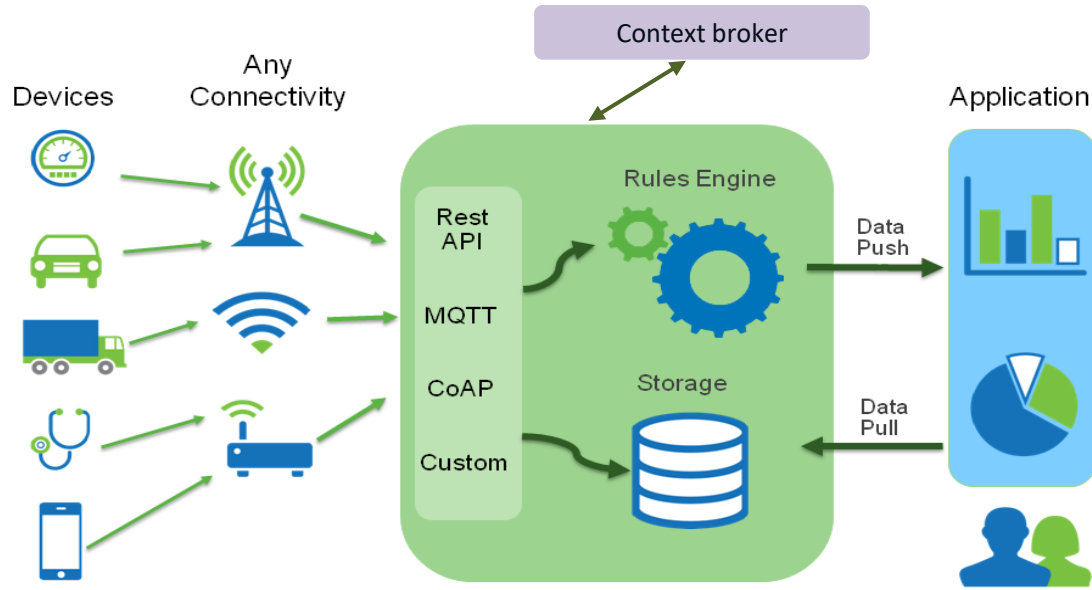 Context broker
Any
Connectivity
Devices
Application
Rules Engine
Rest
API
MQTT
CoAP
Custom
Storage
Data
Push
Data
Pull